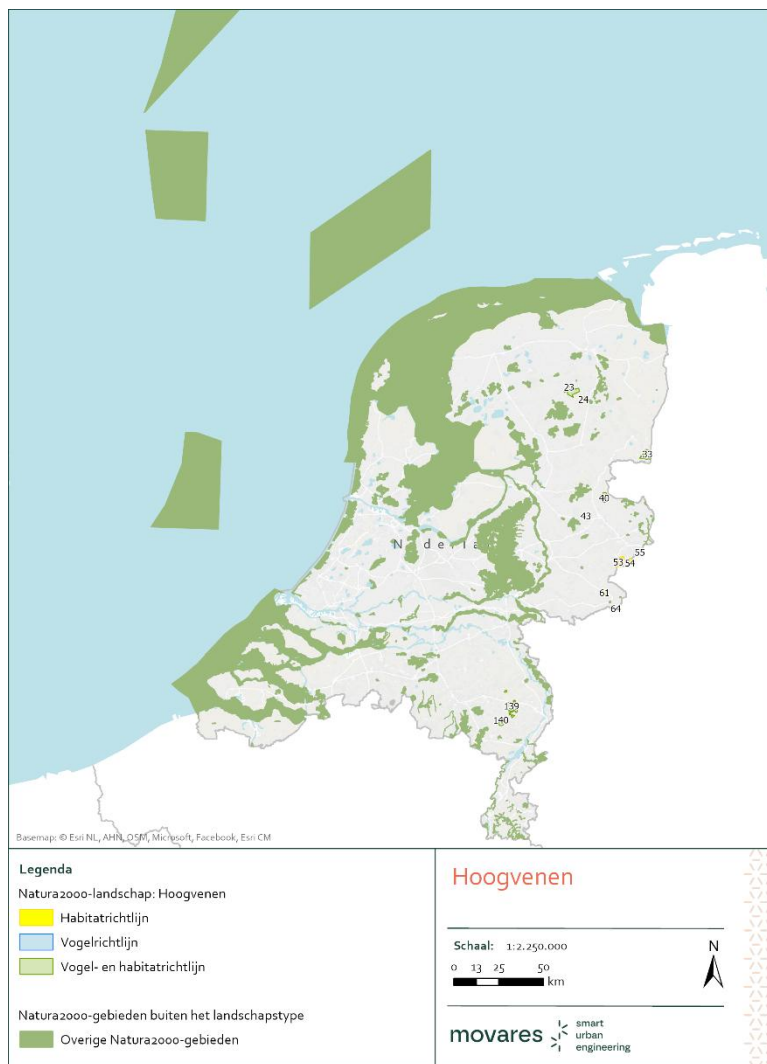 23
24
33
40
43
N d e r l a
55
53
54
61
64
139
140
Basemap: © Esri NL, AHN, OSM, Microsoft, Facebook, Esri CM
Legenda
Natura2000-landschap: Hoogvenen
Habitatrichtlijn
Vogelrichtlijn
Vogel- en habitatrichtlijn
Natura2000-gebieden buiten het landschapstype
Overige Natura2000-gebieden
Hoogvenen
Schaal: 1:2.250.000
0 13 25 50
km
N
movares
smart
urban
engineering